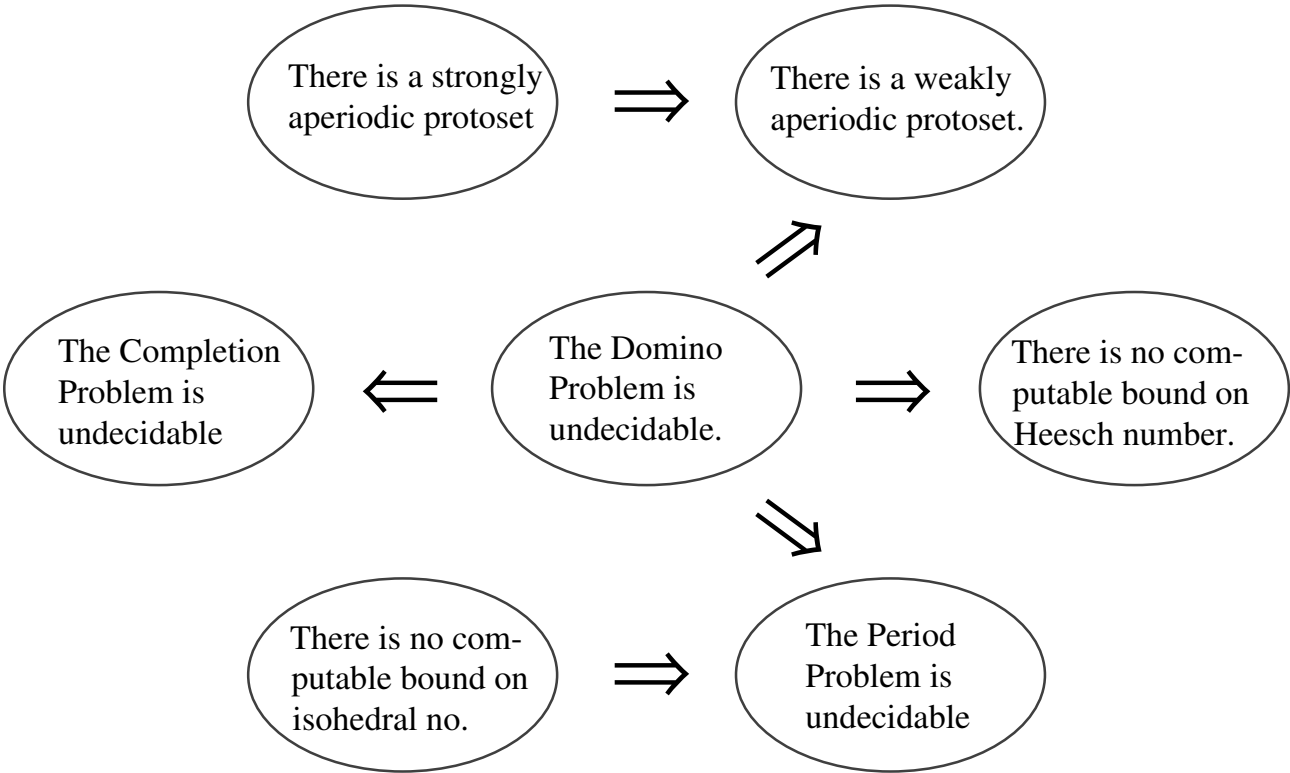 There is a strongly
aperiodic protoset
There is a weakly
aperiodic protoset.
The Completion
Problem is
undecidable
The Domino
Problem is
undecidable.
There is no com-
putable bound on
Heesch number.
There is no com-
putable bound on
isohedral no.
The Period
Problem is
undecidable